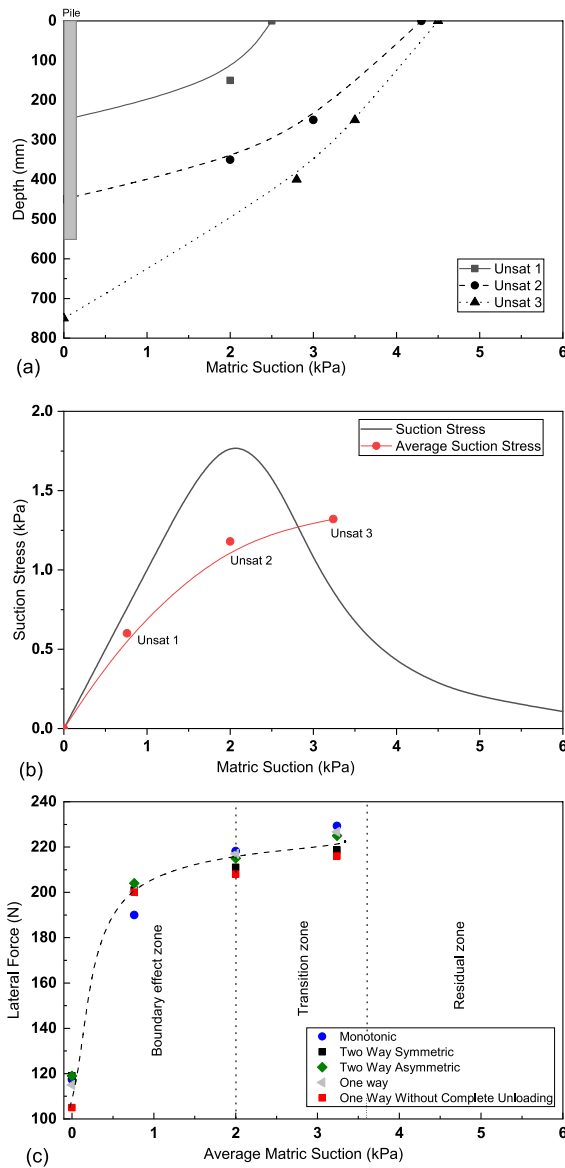 Pile
0
100
200
300
400
500
600
700
800
Depth (mm)
Unsat 1
Unsat 2
Unsat 3
0 1 2 3 4 5 6
Matric Suction (kPa)
(a)
2.0
1.5
1.0
0.5
0.0
Suction Stress (kPa)
Suction Stress
Average Suction Stress
Unsat 3
Unsat 2
Unsat 1
0 1 2 3 4 5 6
Matric Suction (kPa)
(b)
240
220
200
180
160
140
120
100
Lateral Force (N)
Boundary effect zone
Transition zone
Residual zone
Monotonic
Two Way Symmetric
Two Way Asymmetric
One way
One Way Without Complete Unloading
0 1 2 3 4 5 6
Average Matric Suction (kPa)
(c)